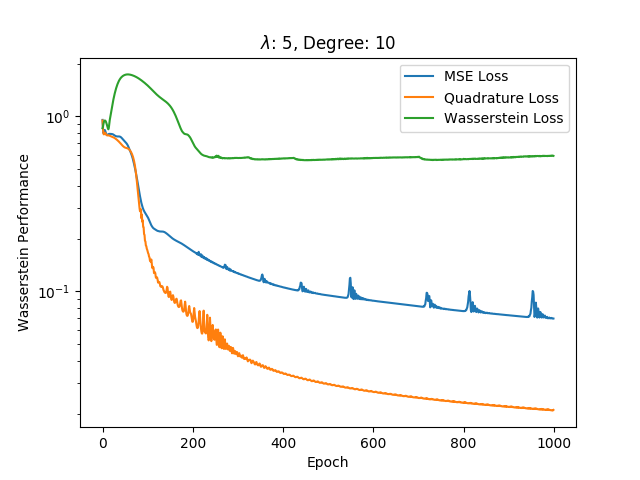 λ: 5, Degree: 10
MSE Loss
Quadrature Loss
Wasserstein Loss
Wasserstein Performance
10⁰
10⁻¹
0 200 400 600 800 1000
Epoch